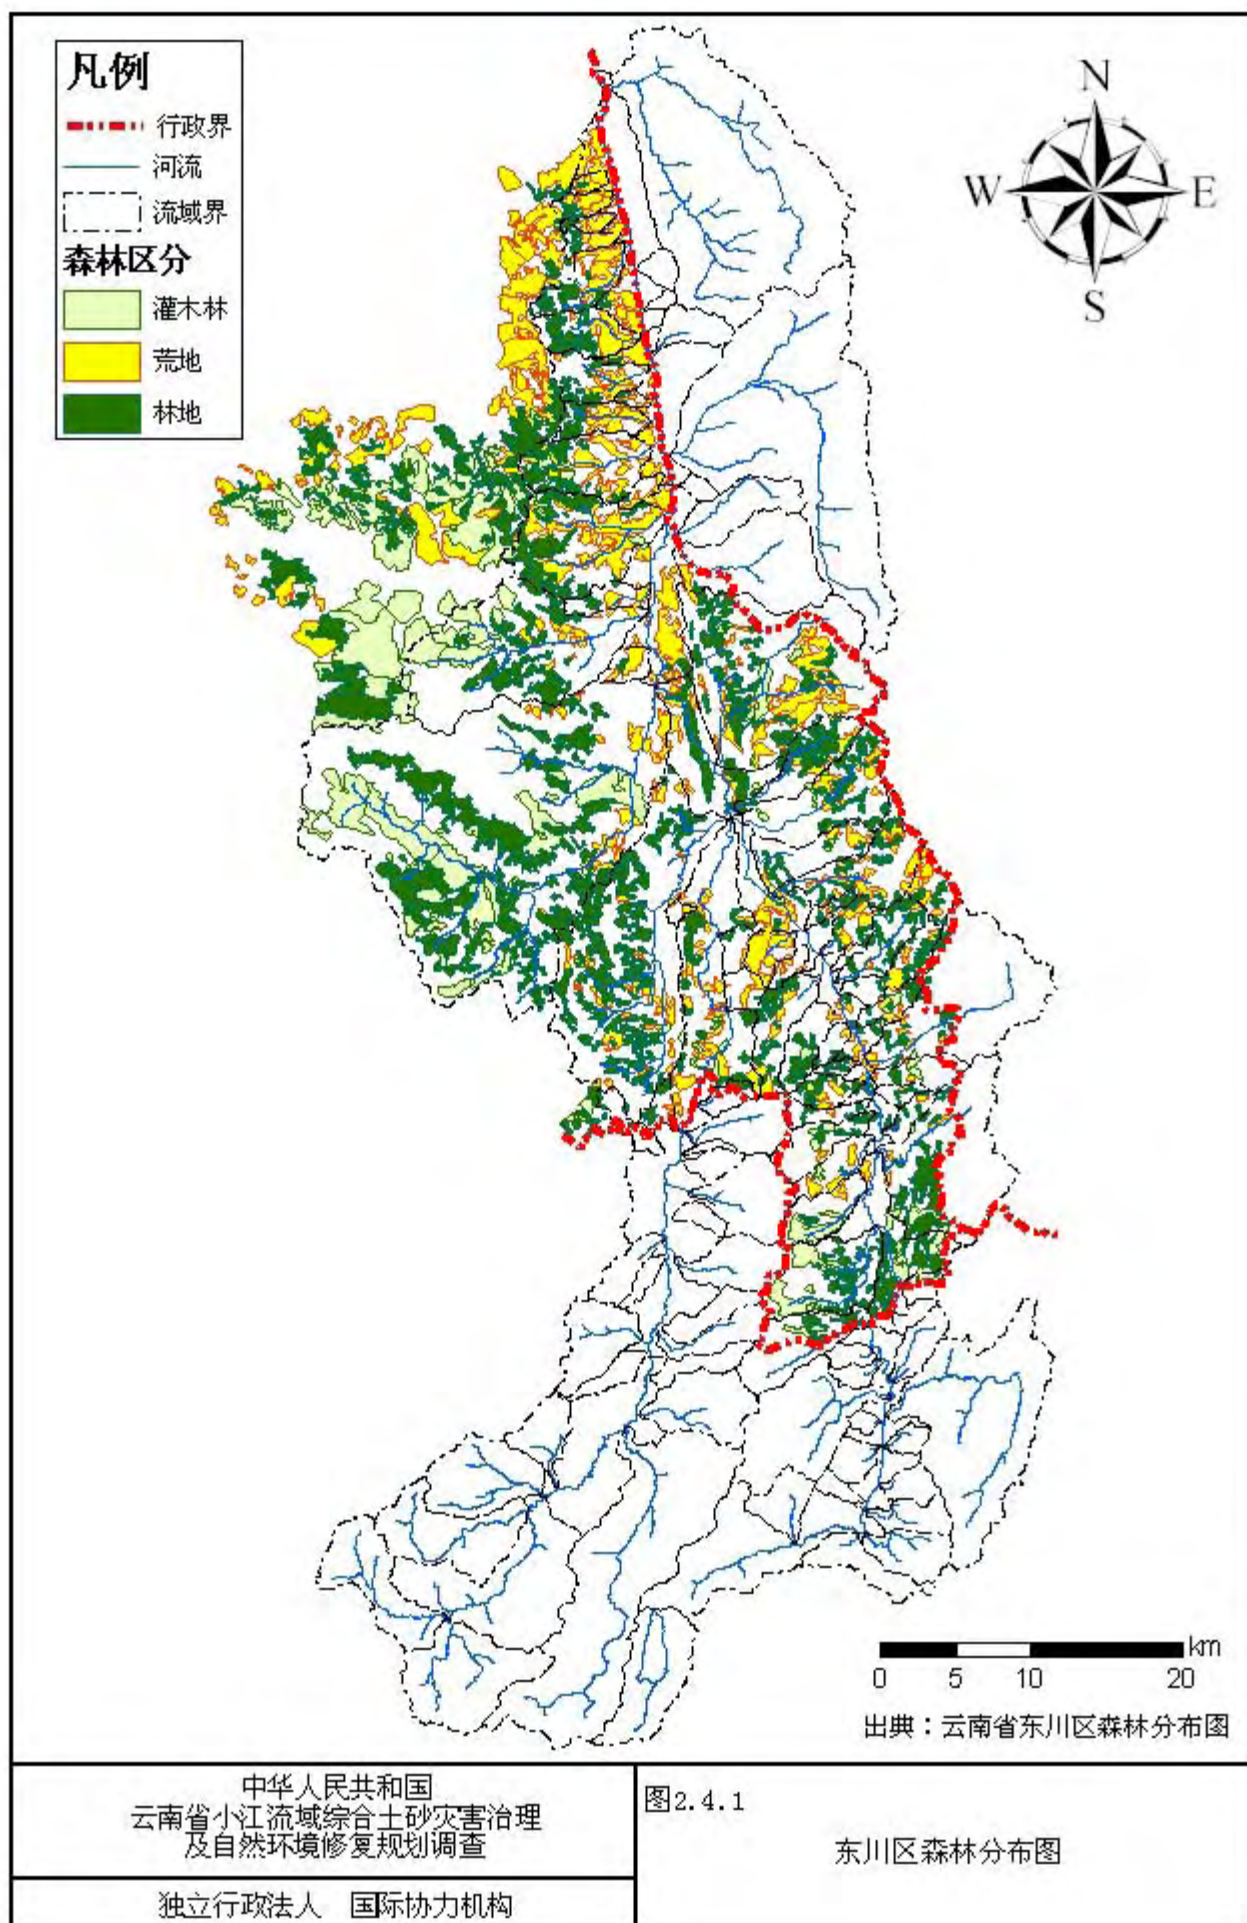 凡例
行政界
河流
流域界
森林区分
灌木林
荒地
林地
N
W E
S
km
0 5 10 20
出典：云南省东川区森林分布图
中华人民共和国
云南省小江流域综合土砂灾害治理
及自然环境修复规划调查
独立行政法人 国际协力机构
图2.4.1
东川区森林分布图